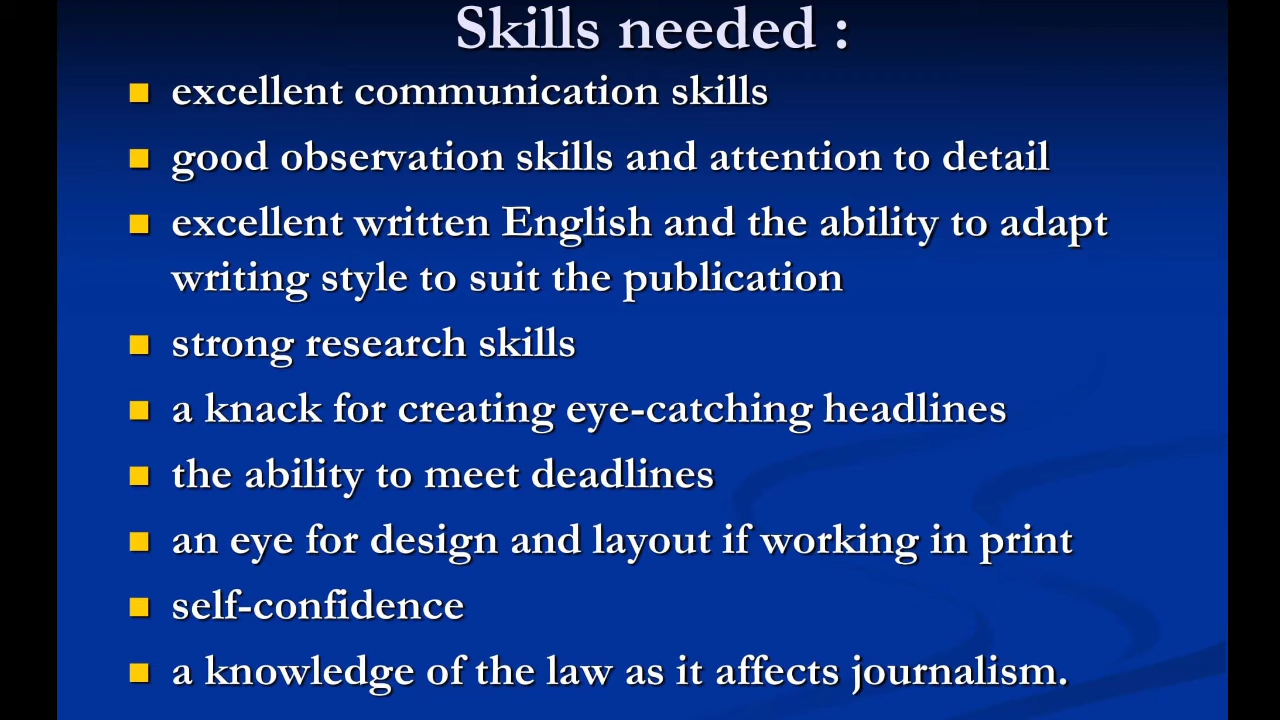 Skills needed :
excellent communication skills
good observation skills and attention to detail
excellent written English and the ability to adapt
writing style to suit the publication
strong research skills
a knack for creating eye-catching headlines
the ability to meet deadlines
an eye for design and layout if working in print
self-confidence
a knowledge of the law as it affects journalism.